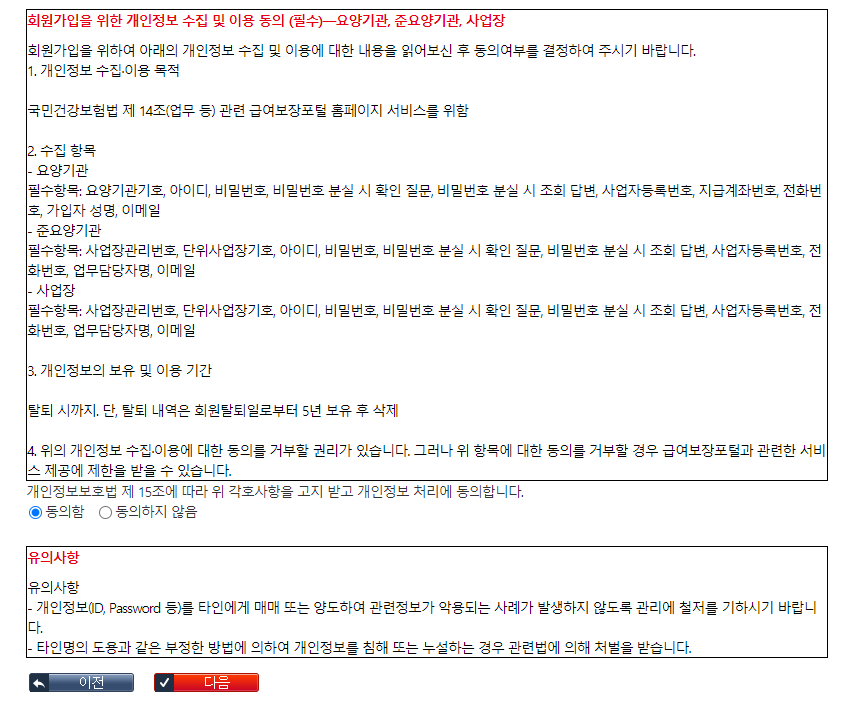 회원가입을 위한 개인정보 수집 및 이용 동의 (필수)—요양기관, 준요양기관, 사업장
회원가입을 위하여 아래의 개인정보 수집 및 이용에 대한 내용을 읽어보신 후 동의여부를 결정하여 주시기 바랍니다.
1. 개인정보 수집·이용 목적
국민건강보험법 제 14조(업무 등) 관련 급여보장포털 홈페이지 서비스를 위함
2. 수집 항목
- 요양기관
필수항목: 요양기관기호, 아이디, 비밀번호, 비밀번호 분실 시 확인 질문, 비밀번호 분실 시 조회 답변, 사업자등록번호, 지급계좌번호, 전화번
호, 가입자 성명, 이메일
- 준요양기관
필수항목: 사업장관리번호, 단위사업장기호, 아이디, 비밀번호, 비밀번호 분실 시 확인 질문, 비밀번호 분실 시 조회 답변, 사업자등록번호, 전
화번호, 업무담당자명, 이메일
- 사업장
필수항목: 사업장관리번호, 단위사업장기호, 아이디, 비밀번호, 비밀번호 분실 시 확인 질문, 비밀번호 분실 시 조회 답변, 사업자등록번호, 전
화번호, 업무담당자명, 이메일
3. 개인정보의 보유 및 이용 기간
탈퇴 시까지. 단, 탈퇴 내역은 회원탈퇴일로부터 5년 보유 후 삭제
4. 위의 개인정보 수집·이용에 대한 동의를 거부할 권리가 있습니다. 그러나 위 항목에 대한 동의를 거부할 경우 급여보장포털과 관련한 서비
스 제공에 제한을 받을 수 있습니다.
개인정보보호법 제 15조에 따라 위 각호사항을 고지 받고 개인정보 처리에 동의합니다.
동의함 동의하지 않음
유의사항
유의사항
- 개인정보(ID, Password 등)를 타인에게 매매 또는 양도하여 관련정보가 악용되는 사례가 발생하지 않도록 관리에 철저를 기하시기 바랍니
다.
- 타인명의 도용과 같은 부정한 방법에 의하여 개인정보를 침해 또는 누설하는 경우 관련법에 의해 처벌을 받습니다.
이전 다음